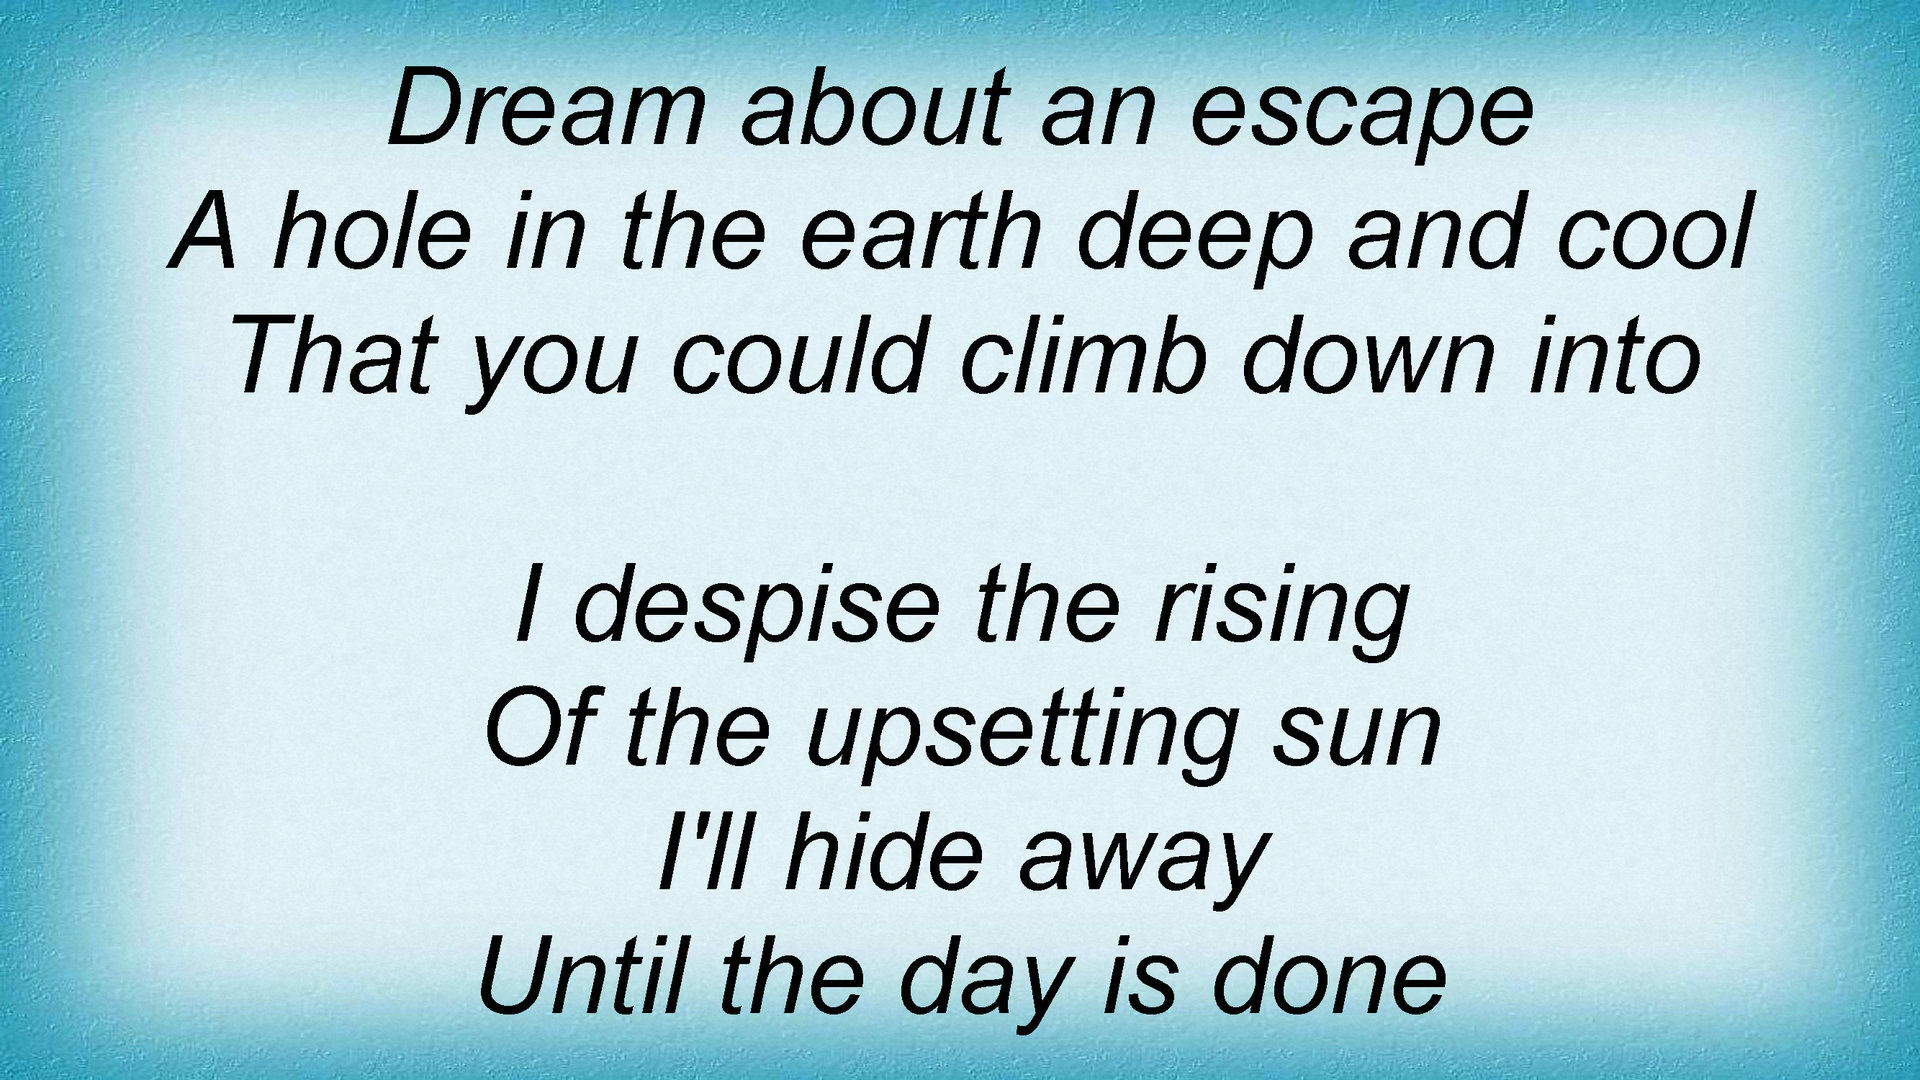 Dream about an escape
A hole in the earth deep and cool
That you could climb down into
I despise the rising
Of the upsetting sun
I'll hide away
Until the day is done